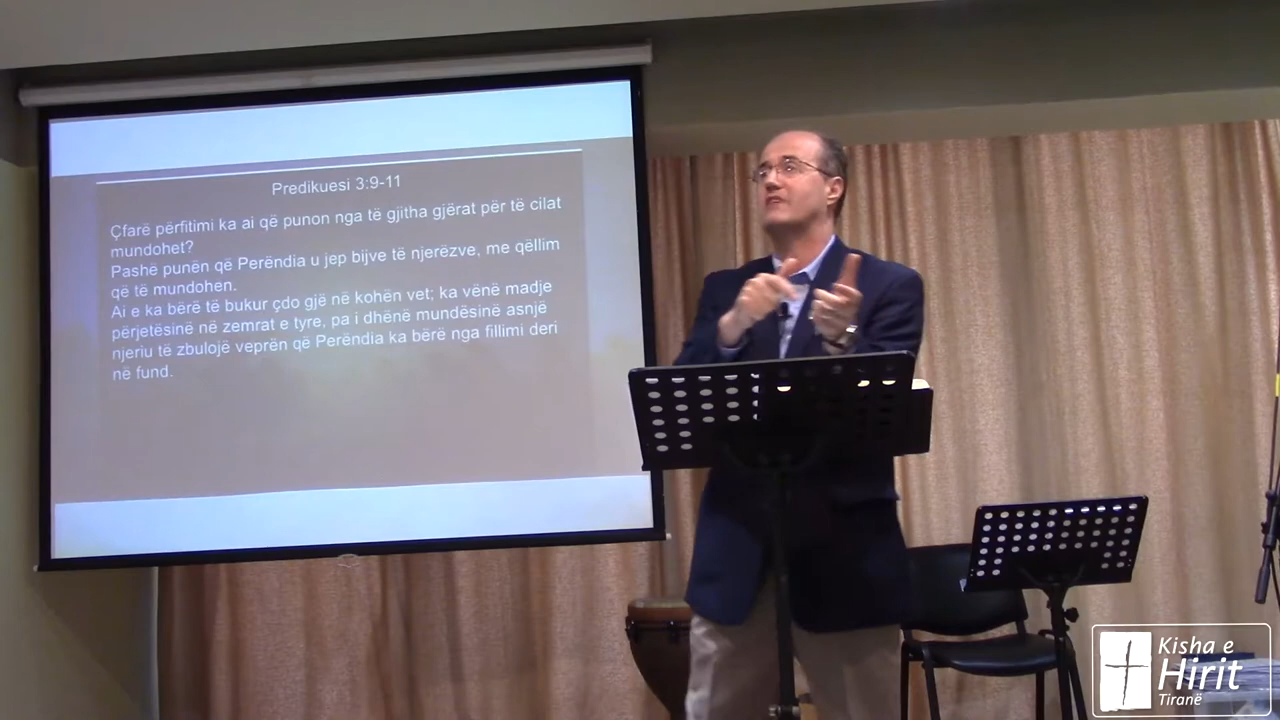 Predikuesi 3:9-11
Çfarë përfitimi ka ai që punon nga të gjitha gjërat për të cilat
mundohet?
Pashë punën që Perëndia u jep bijve të njerëzve, me qëllim
që të mundohen.
Ai e ka bërë të bukur çdo gjë në kohën vet; ka vënë madje
përjetësinë në zemrat e tyre, pa i dhënë mundësinë asnjë
njeriu të zbulojë veprën që Perëndia ka bërë nga fillimi deri
në fund.
Kisha e
Hirit
Tiranë